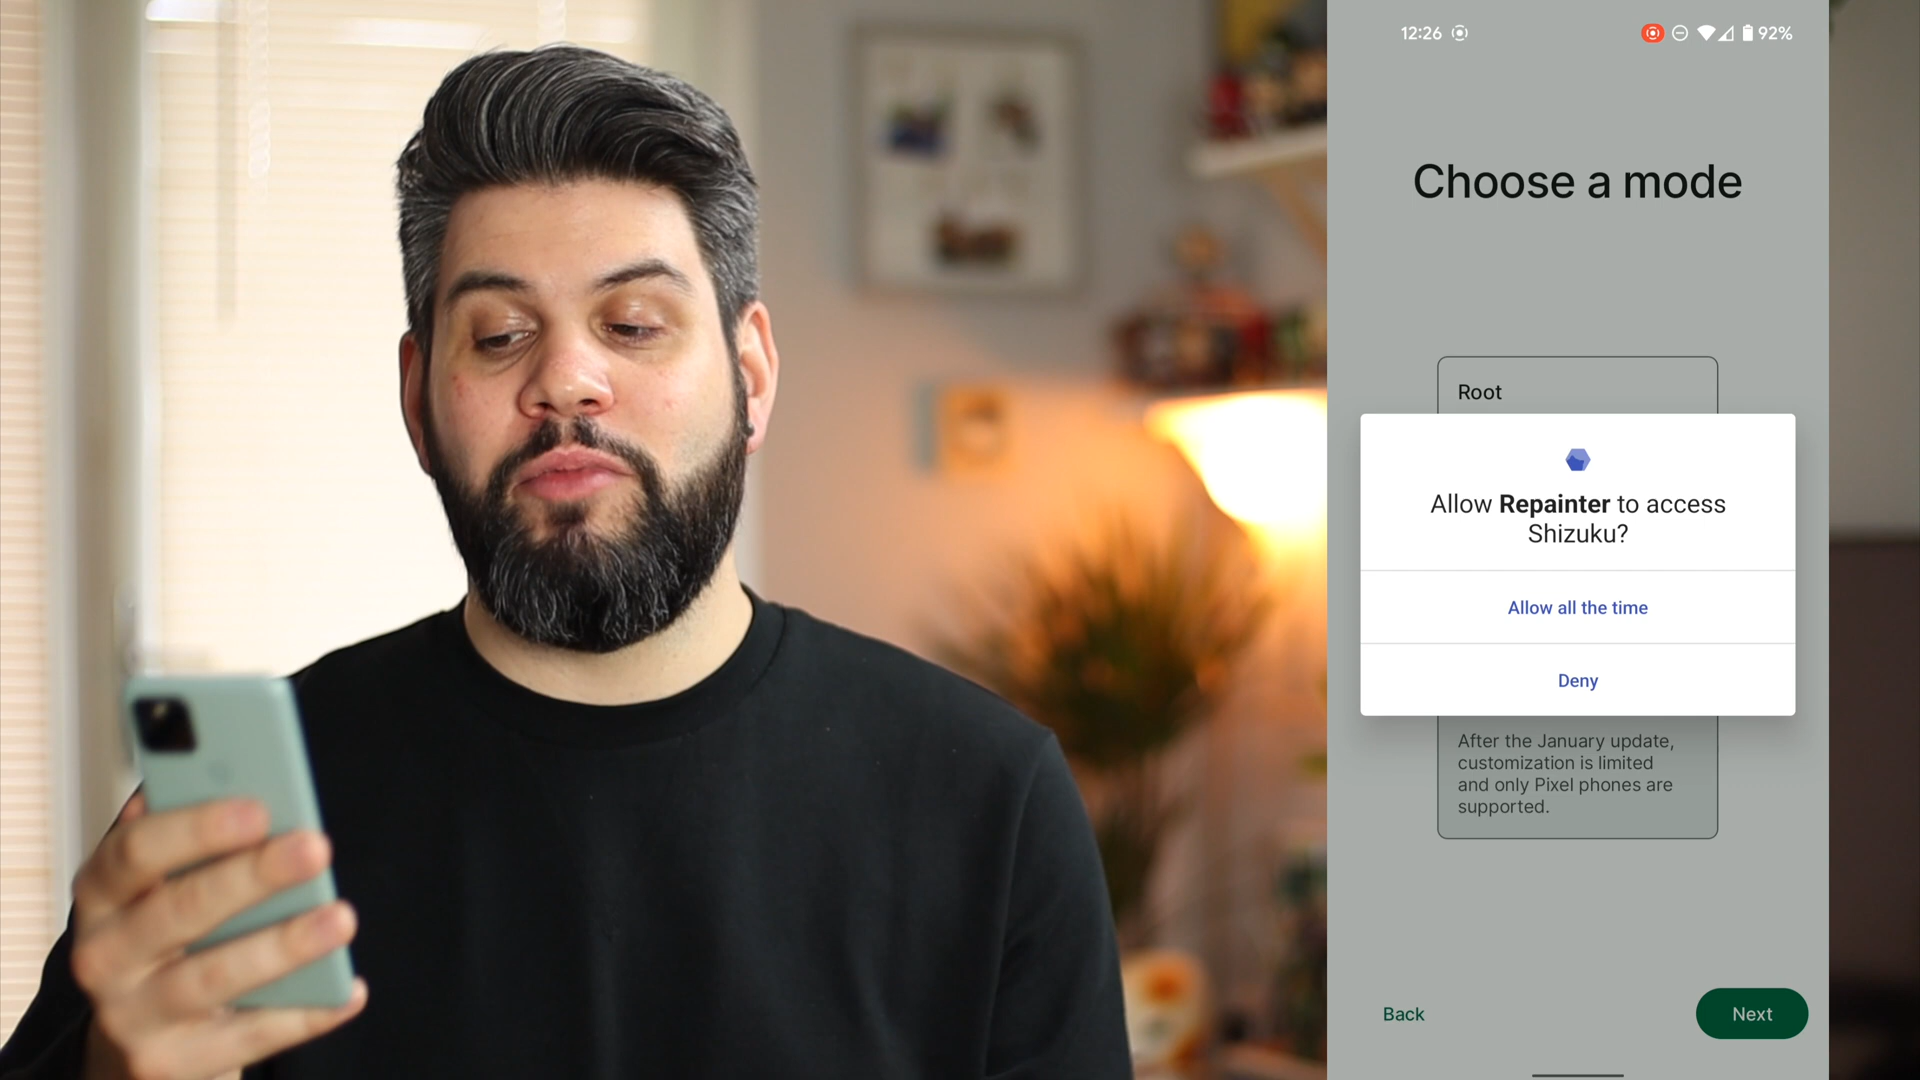 12:26
92%
Choose a mode
Root
Allow Repainter to access
Shizuku?
Allow all the time
Deny
After the January update,
customization is limited
and only Pixel phones are
supported.
Back
Next